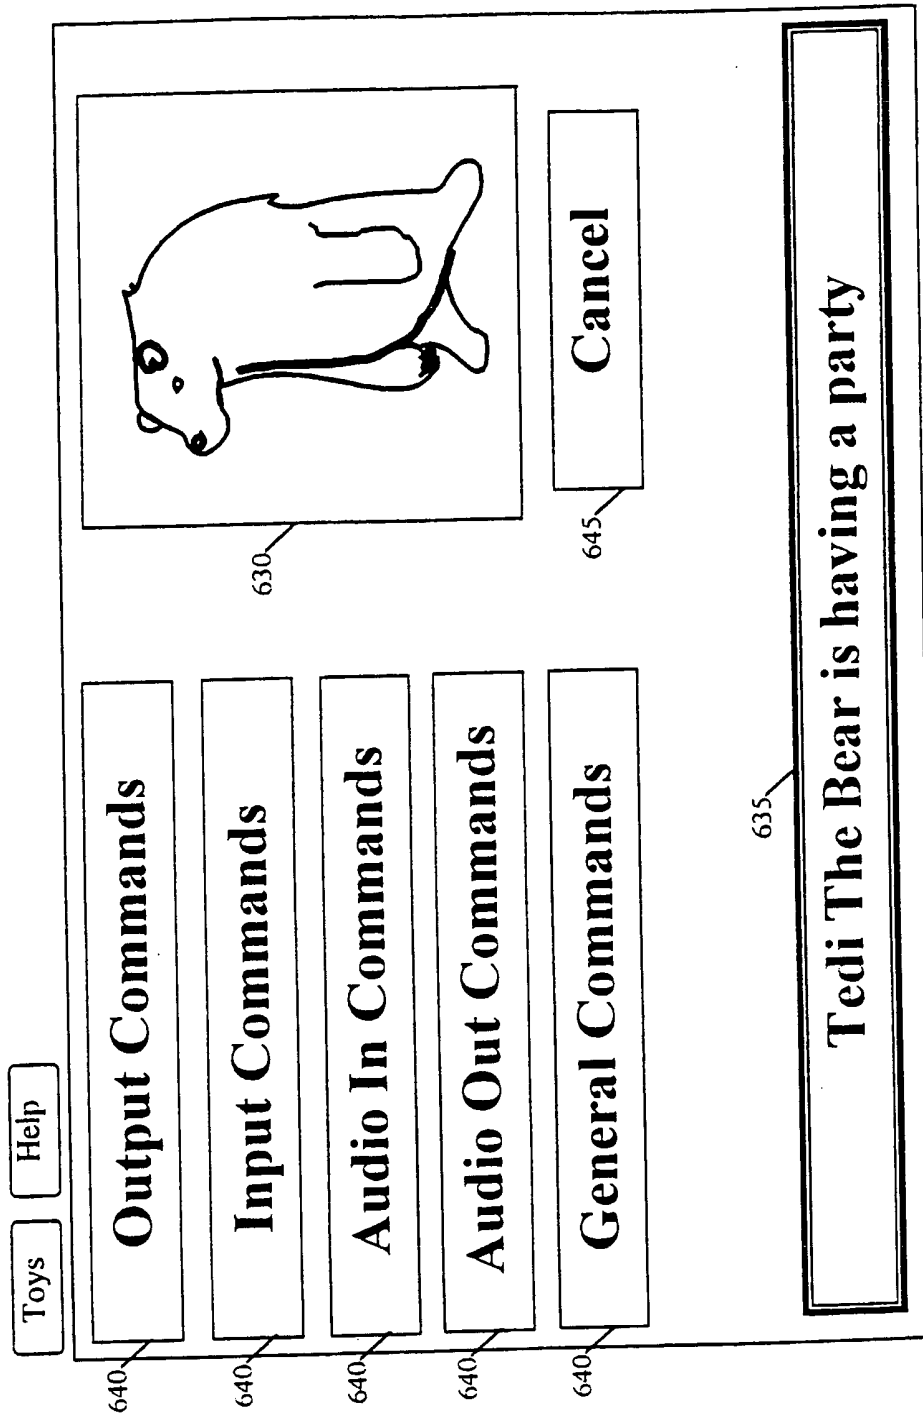 Toys
Help
640
Output Commands
640
Input Commands
640
Audio In Commands
640
Audio Out Commands
640
General Commands
630
645
Cancel
635
Tedi The Bear is having a party